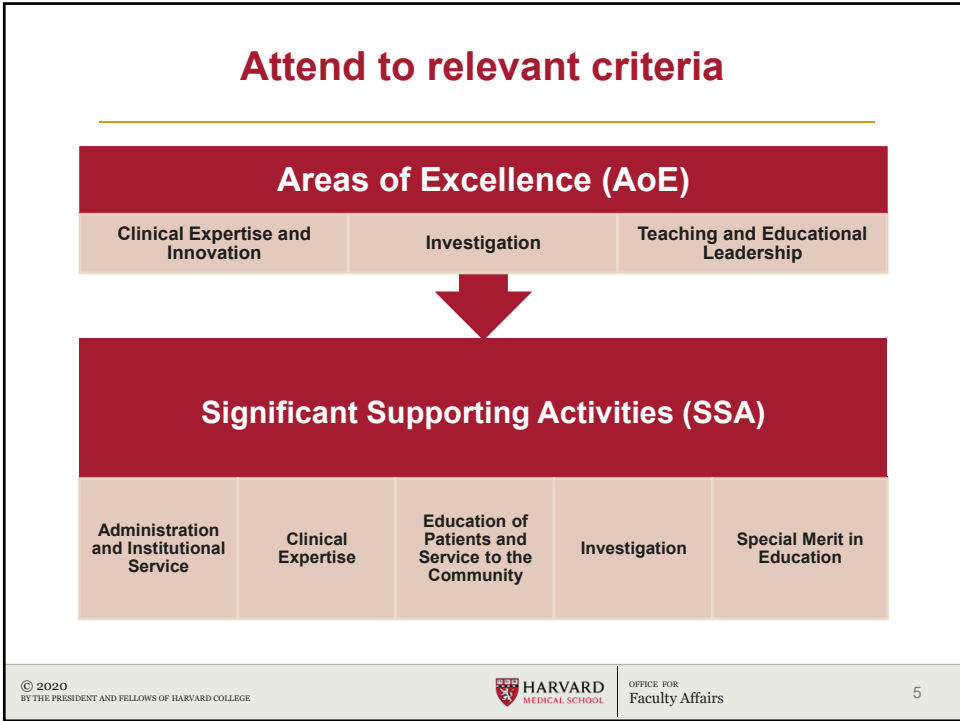 Attend to relevant criteria
Areas of Excellence (AoE)
Clinical Expertise and
Innovation
Investigation
Teaching and Educational
Leadership
Significant Supporting Activities (SSA)
Administration
and Institutional
Service
Clinical
Expertise
Education of
Patients and
Service to the
Community
Investigation
Special Merit in
Education
© 2020
BY THE PRESIDENT AND FELLOWS OF HARVARD COLLEGE
HARVARD
MEDICAL SCHOOL
OFFICE FOR
Faculty Affairs
5